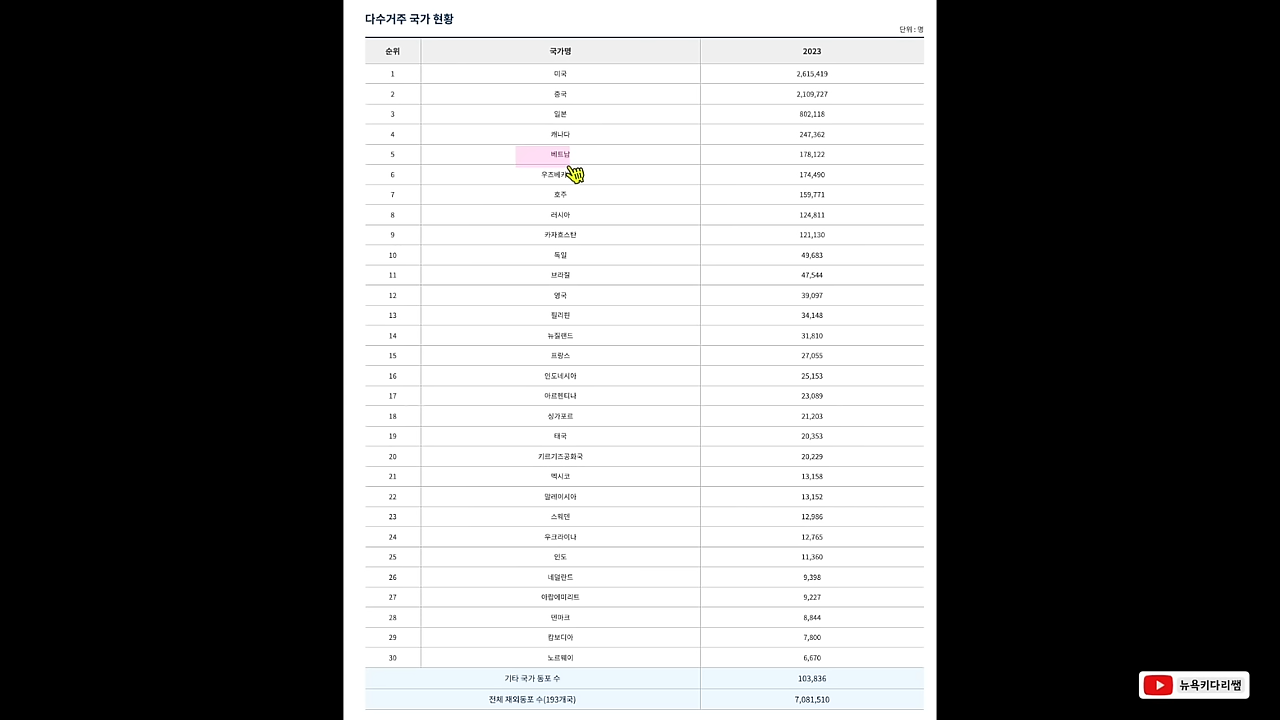 다수거주 국가 현황
단위 : 명
순위 국가명 2023
1 미국 2,615,419
2 중국 2,109,727
3 일본 802,118
4 캐나다 247,362
5 베트남 178,122
6 우즈베키 174,490
7 호주 159,771
8 러시아 124,811
9 카자흐스탄 121,130
10 독일 49,683
11 브라질 47,544
12 영국 39,097
13 필리핀 34,148
14 뉴질랜드 31,810
15 프랑스 27,055
16 인도네시아 25,153
17 아르헨티나 23,089
18 싱가포르 21,203
19 태국 20,353
20 키르기즈공화국 20,229
21 멕시코 13,158
22 말레이시아 13,152
23 스웨덴 12,986
24 우크라이나 12,765
25 인도 11,360
26 네덜란드 9,398
27 아랍에미리트 9,227
28 덴마크 8,844
29 캄보디아 7,800
30 노르웨이 6,670
기타 국가 동포 수 103,836
전체 재외동포 수(193개국) 7,081,510
뉴욕키다리쌤